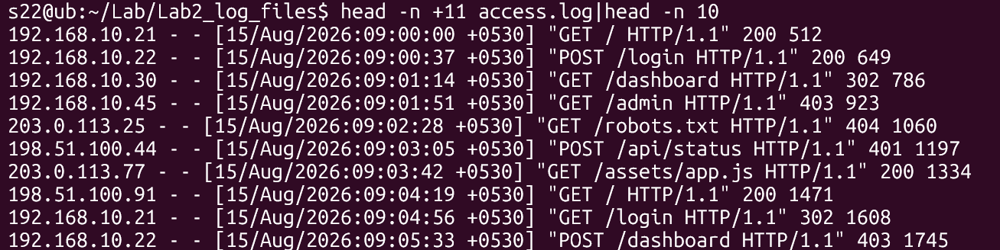 s22@ub:~/Lab/Lab2_log_files$ head -n +11 access.log|head -n 10
192.168.10.21 - - [15/Aug/2026:09:00:00 +0530] "GET / HTTP/1.1" 200 512
192.168.10.22 - - [15/Aug/2026:09:00:37 +0530] "POST /login HTTP/1.1" 200 649
192.168.10.30 - - [15/Aug/2026:09:01:14 +0530] "GET /dashboard HTTP/1.1" 302 786
192.168.10.45 - - [15/Aug/2026:09:01:51 +0530] "GET /admin HTTP/1.1" 403 923
203.0.113.25 - - [15/Aug/2026:09:02:28 +0530] "GET /robots.txt HTTP/1.1" 404 1060
198.51.100.44 - - [15/Aug/2026:09:03:05 +0530] "POST /api/status HTTP/1.1" 401 1197
203.0.113.77 - - [15/Aug/2026:09:03:42 +0530] "GET /assets/app.js HTTP/1.1" 200 1334
198.51.100.91 - - [15/Aug/2026:09:04:19 +0530] "GET / HTTP/1.1" 200 1471
192.168.10.21 - - [15/Aug/2026:09:04:56 +0530] "GET /login HTTP/1.1" 302 1608
192.168.10.22 - - [15/Aug/2026:09:05:33 +0530] "POST /dashboard HTTP/1.1" 403 1745